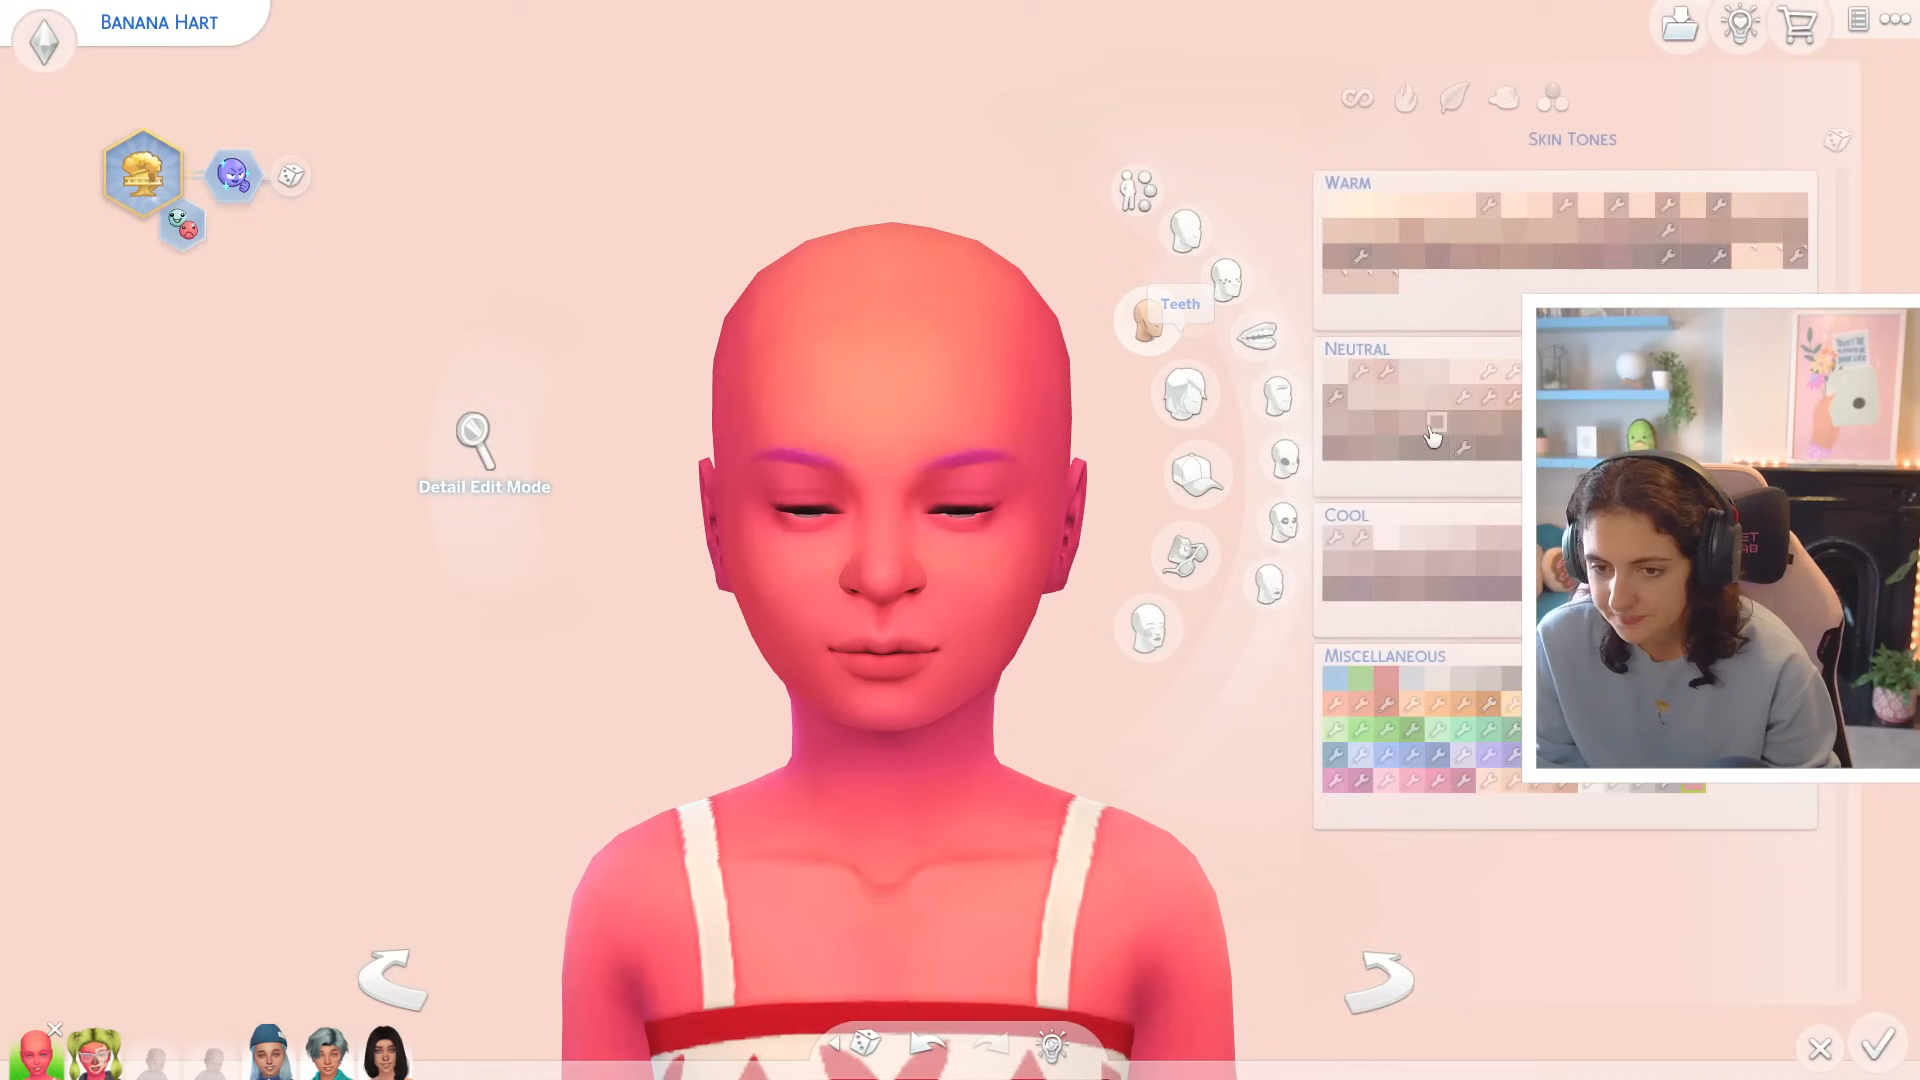 BANANA HART
SKIN TONES
WARM
Teeth
NEUTRAL
Detail Edit Mode
COOL
MISCELLANEOUS